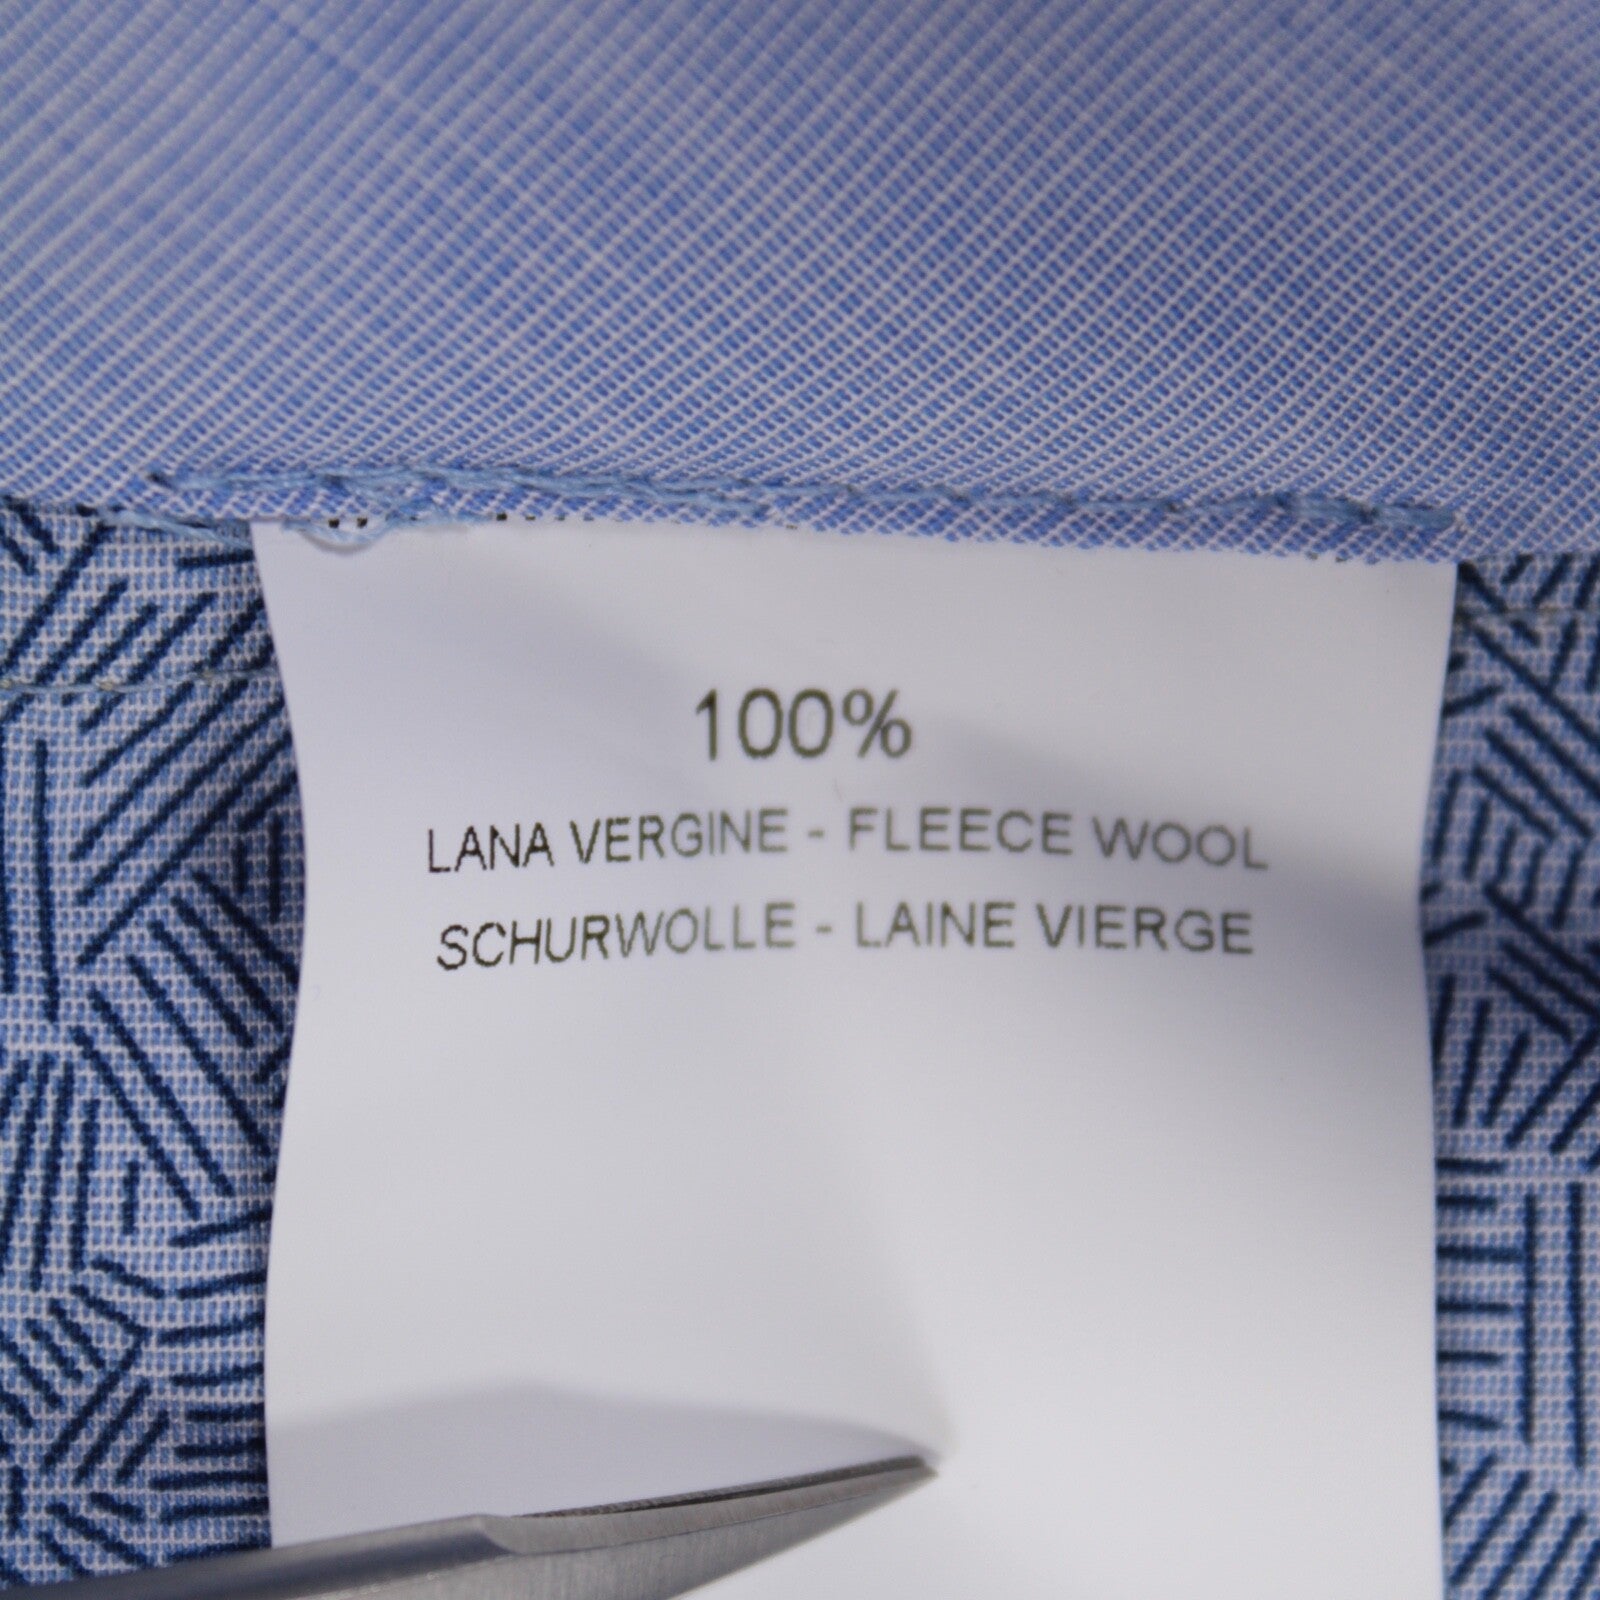 100%
LANA VERGINE - FLEECE WOOL
SCHURWOLLE - LAINE VIERGE